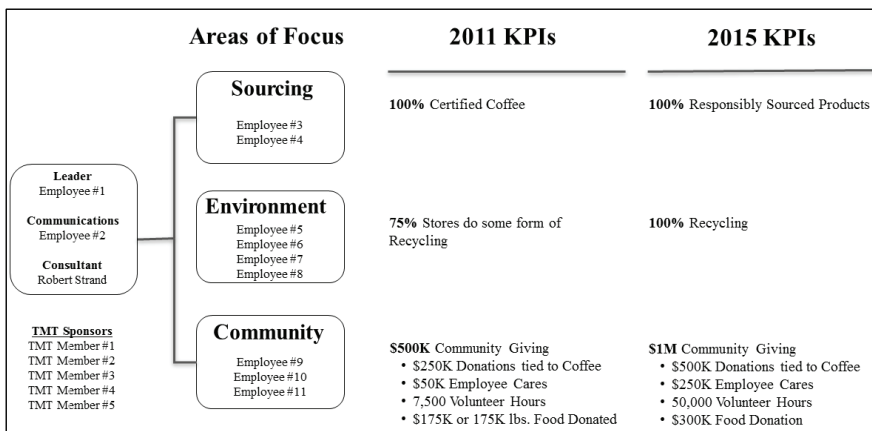 Areas of Focus
2011 KPIs
2015 KPIs
Leader
Employee #1
Communications
Employee #2
Consultant
Robert Strand
TMT Sponsors
TMT Member #1
TMT Member #2
TMT Member #3
TMT Member #4
TMT Member #5
Sourcing
Employee #3
Employee #4
100% Certified Coffee
100% Responsibly Sourced Products
Environment
Employee #5
Employee #6
Employee #7
Employee #8
75% Stores do some form of
Recycling
100% Recycling
Community
Employee #9
Employee #10
Employee #11
$500K Community Giving
• $250K Donations tied to Coffee
• $50K Employee Cares
• 7,500 Volunteer Hours
• $175K or 175K lbs. Food Donated
$1M Community Giving
• $500K Donations tied to Coffee
• $250K Employee Cares
• 50,000 Volunteer Hours
• $300K Food Donation